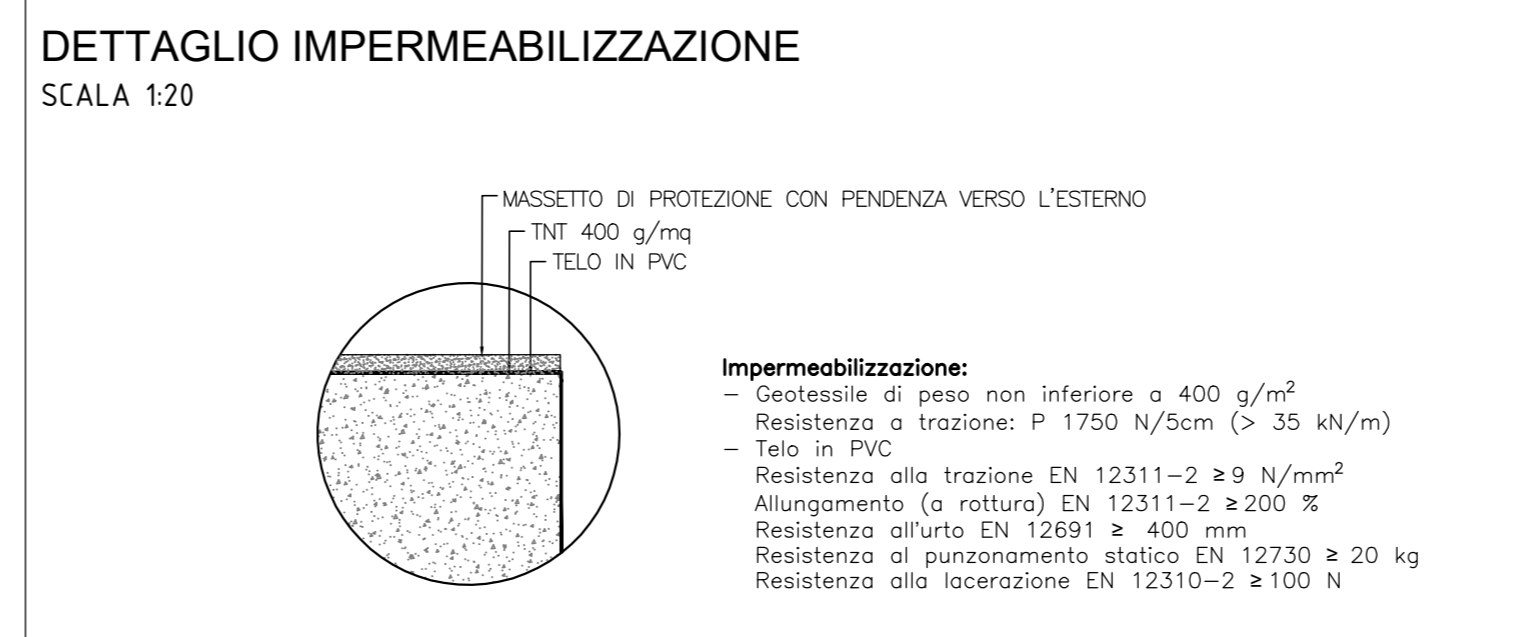 DETTAGLIO IMPERMEABILIZZAZIONE
SCALA 1:20
MASSETTO DI PROTEZIONE CON PENDENZA VERSO L'ESTERNO
TNT 400 g/mq
TELO IN PVC
Impermeabilizzazione:
– Geotessile di peso non inferiore a 400 g/m²
Resistenza a trazione: P 1750 N/5cm (> 35 kN/m)
– Telo in PVC
Resistenza alla trazione EN 12311–2 ≥9 N/mm²
Allungamento (a rottura) EN 12311–2 ≥200 %
Resistenza all'urto EN 12691 ≥ 400 mm
Resistenza al punzonamento statico EN 12730 ≥ 20 kg
Resistenza alla lacerazione EN 12310–2 ≥100 N